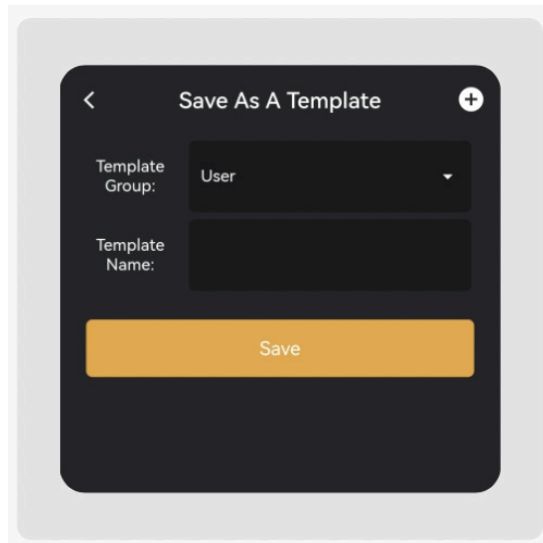 Save As A Template
Template
Group:
User
Template
Name:
Save